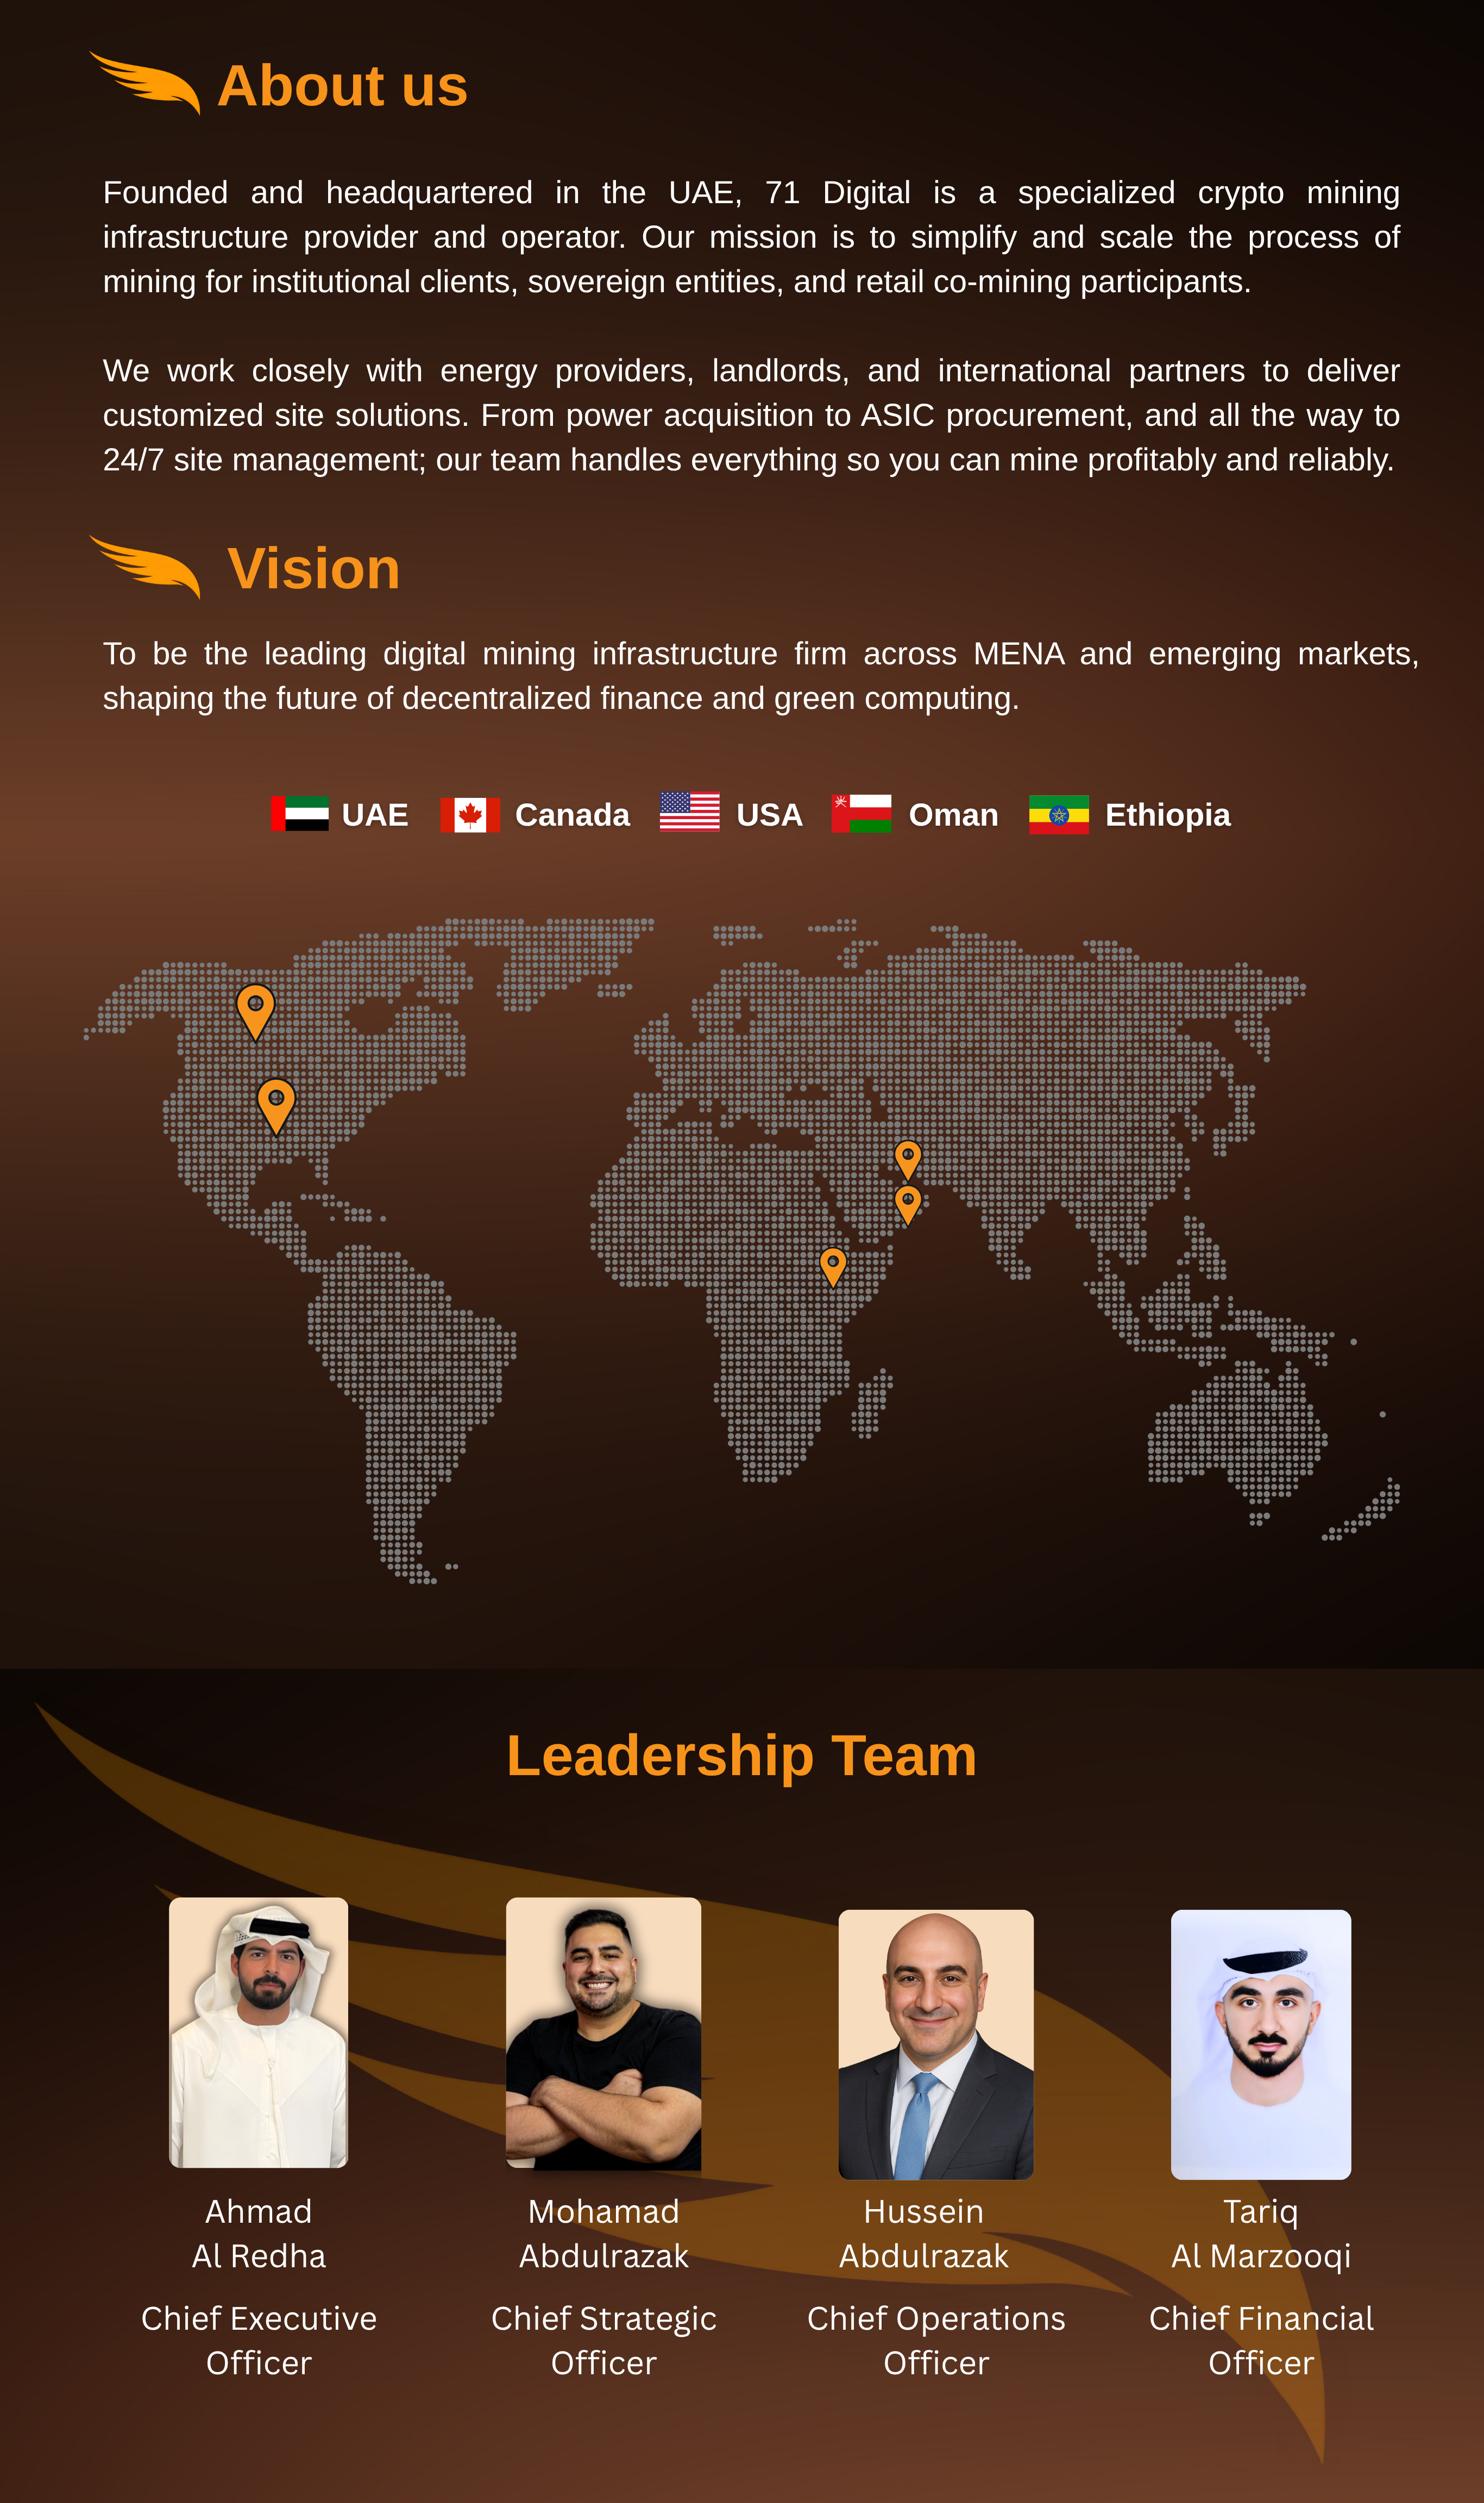 About us
Founded and headquartered in the UAE, 71 Digital is a specialized crypto mining
infrastructure provider and operator. Our mission is to simplify and scale the process of
mining for institutional clients, sovereign entities, and retail co-mining participants.
We work closely with energy providers, landlords, and international partners to deliver
customized site solutions. From power acquisition to ASIC procurement, and all the way to
24/7 site management; our team handles everything so you can mine profitably and reliably.
Vision
To be the leading digital mining infrastructure firm across MENA and emerging markets,
shaping the future of decentralized finance and green computing.
UAE Canada USA Oman Ethiopia
Leadership Team
Ahmad
Al Redha
Chief Executive
Officer
Mohamad
Abdulrazak
Chief Strategic
Officer
Hussein
Abdulrazak
Chief Operations
Officer
Tariq
Al Marzooqi
Chief Financial
Officer